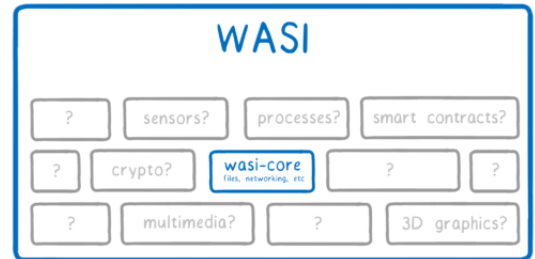 WASI
?
sensors?
processes?
smart contracts?
?
crypto?
wasi-core
files, networking, etc
?
?
?
multimedia?
?
3D graphics?